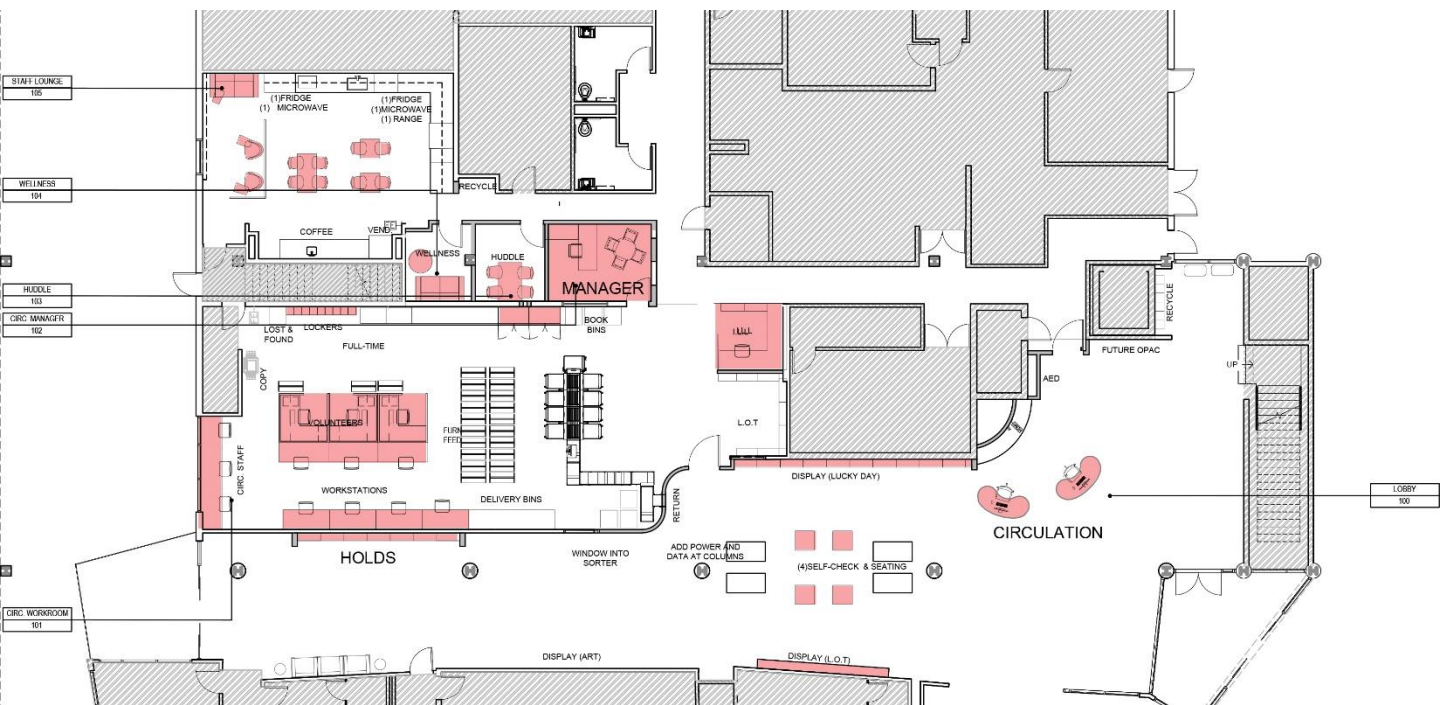 STAFF LOUNGE
105
(1)FRIDGE
(1) MICROWAVE
(1)FRIDGE
(1)MICROWAVE
(1) RANGE
WELLNESS
104
RECYCLE
COFFEE
VEND
WELLNESS
HUDDLE
MANAGER
HUDDLE
103
CIRC MANAGER
102
LOST &
FOUND
LOCKERS
FULL-TIME
BOOK
BINS
COPY
VOLUNTEERS
CIRC. STAFF
WORKSTATIONS
DELIVERY BINS
RETURN
L.O.T
DISPLAY (LUCKY DAY)
AED
FUTURE OPAC
RECYCLE
UP
LOBBY
100
CIRCULATION
HOLDS
WINDOW INTO
SORTER
ADD POWER AND
DATA AT COLUMNS
(4)SELF-CHECK & SEATING
CIRC. WORKROOM
101
DISPLAY (ART)
DISPLAY (L.O.T)